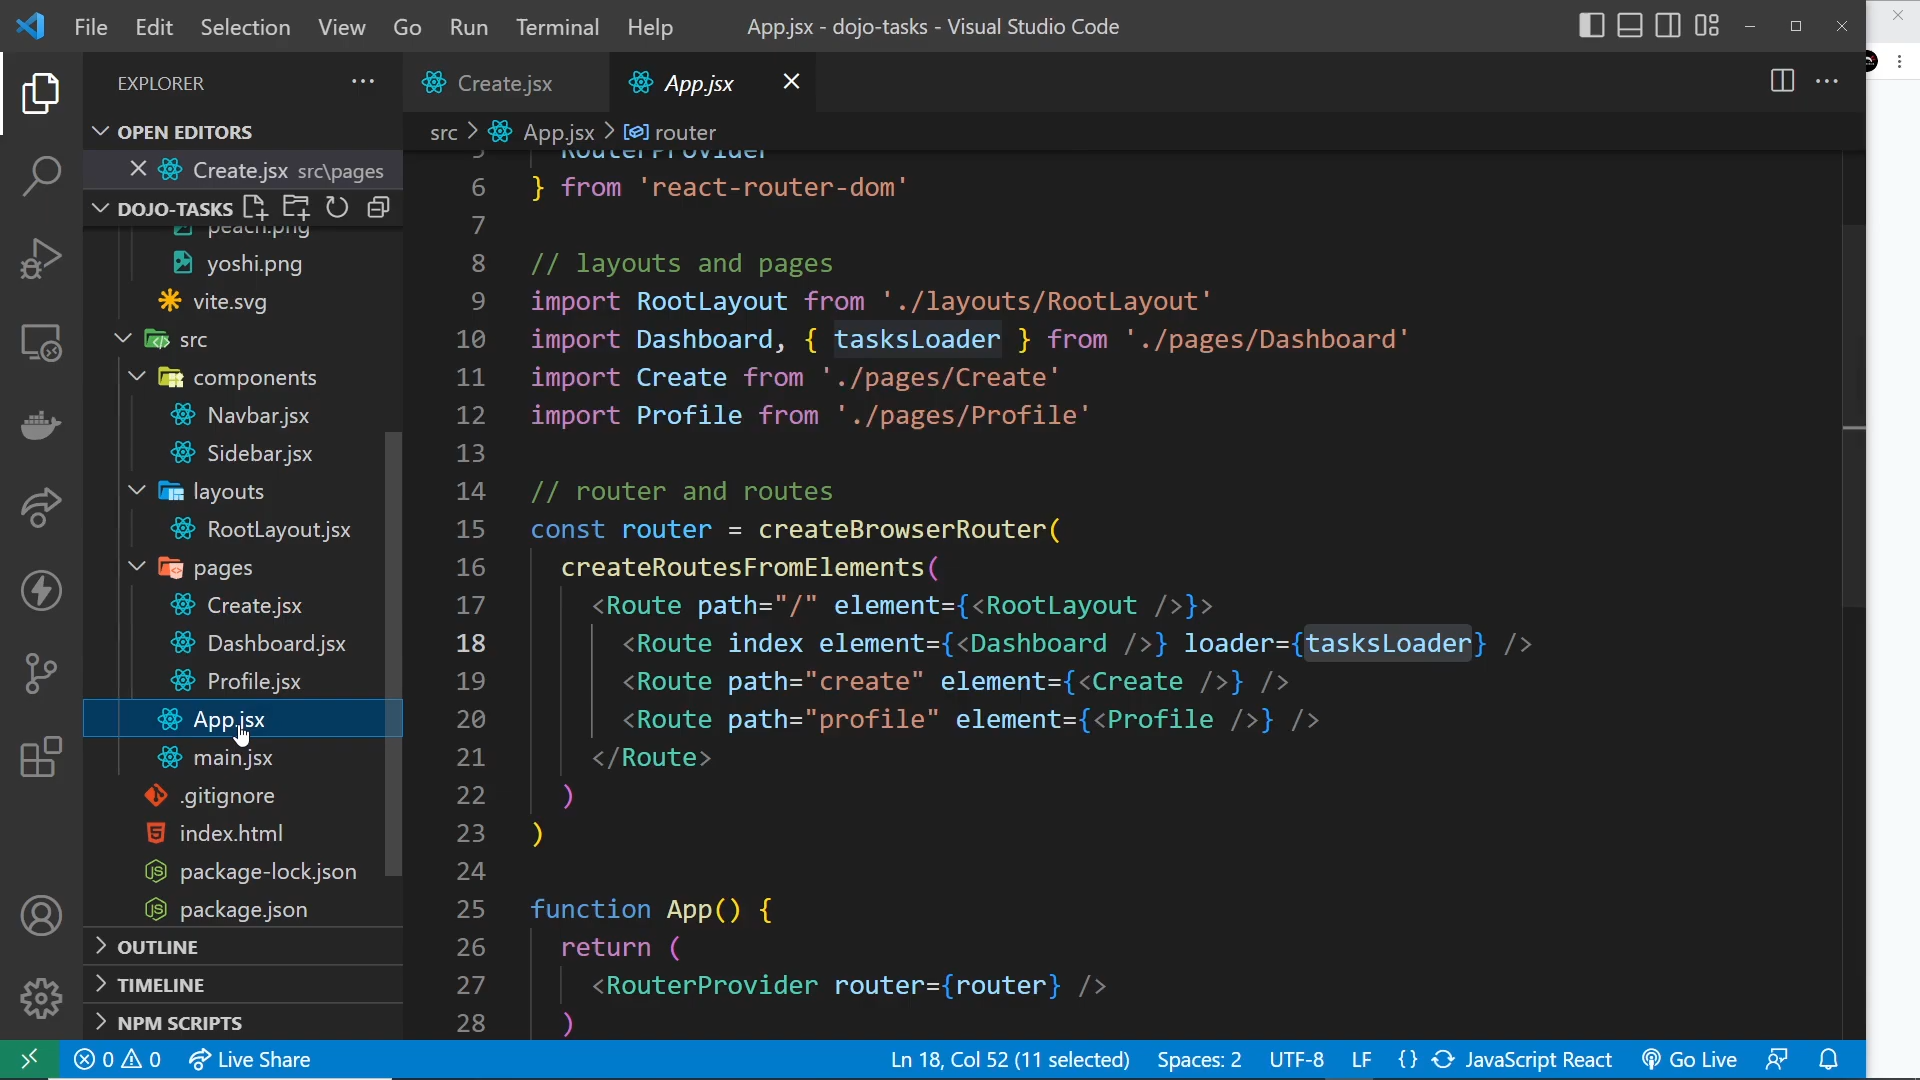 File Edit Selection View Go Run Terminal Help App.jsx - dojo-tasks - Visual Studio Code
EXPLORER
OPEN EDITORS
Create.jsx src\pages
DOJO-TASKS
peach.png
yoshi.png
vite.svg
src
components
Navbar.jsx
Sidebar.jsx
layouts
RootLayout.jsx
pages
Create.jsx
Dashboard.jsx
Profile.jsx
App.jsx
main.jsx
.gitignore
index.html
package-lock.json
package.json
OUTLINE
TIMELINE
NPM SCRIPTS
Create.jsx App.jsx
src > App.jsx > router
5 RouterProvider
6 } from 'react-router-dom'
7
8 // layouts and pages
9 import RootLayout from './layouts/RootLayout'
10 import Dashboard, { tasksLoader } from './pages/Dashboard'
11 import Create from './pages/Create'
12 import Profile from './pages/Profile'
13
14 // router and routes
15 const router = createBrowserRouter(
16 createRoutesFromElements(
17 <Route path="/" element={<RootLayout />}>
18 <Route index element={<Dashboard />} loader={tasksLoader} />
19 <Route path="create" element={<Create />} />
20 <Route path="profile" element={<Profile />} />
21 </Route>
22 )
23 )
24
25 function App() {
26 return (
27 <RouterProvider router={router} />
28 )
0 0 Live Share Ln 18, Col 52 (11 selected) Spaces: 2 UTF-8 LF {} JavaScript React Go Live